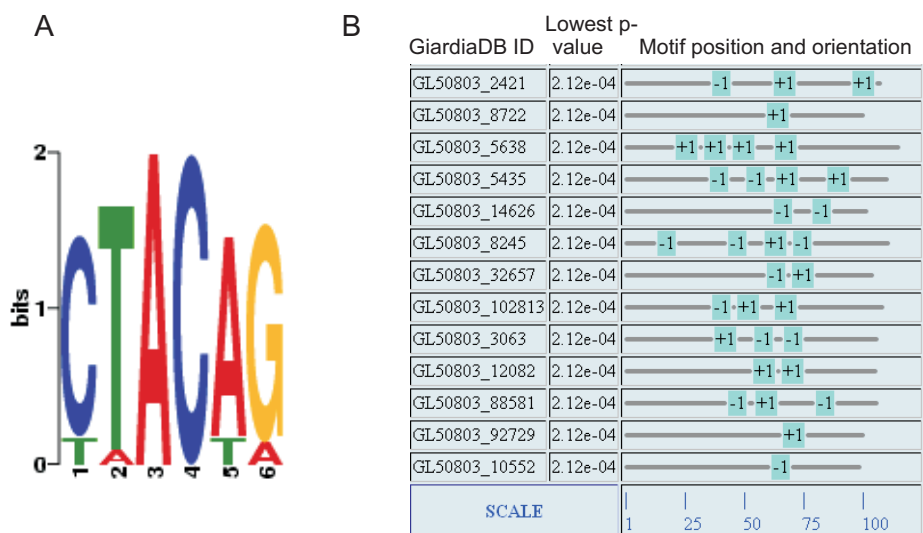 A
B
GiardiaDB ID Lowest p-value Motif position and orientation
2
bits
1
0
C T A C A G
T A T A
1 2 3 4 5 6
GL50803_2421 2.12e-04 -1 +1 +1
GL50803_8722 2.12e-04 +1
GL50803_5638 2.12e-04 +1 +1 +1 +1
GL50803_5435 2.12e-04 -1 -1 +1 +1
GL50803_14626 2.12e-04 -1 -1
GL50803_8245 2.12e-04 -1 -1 +1 -1
GL50803_32657 2.12e-04 -1 +1
GL50803_102813 2.12e-04 -1 +1 +1
GL50803_3063 2.12e-04 +1 -1 -1
GL50803_12082 2.12e-04 +1 +1
GL50803_88581 2.12e-04 -1 +1 -1
GL50803_92729 2.12e-04 +1
GL50803_10552 2.12e-04 -1
SCALE
1 25 50 75 100